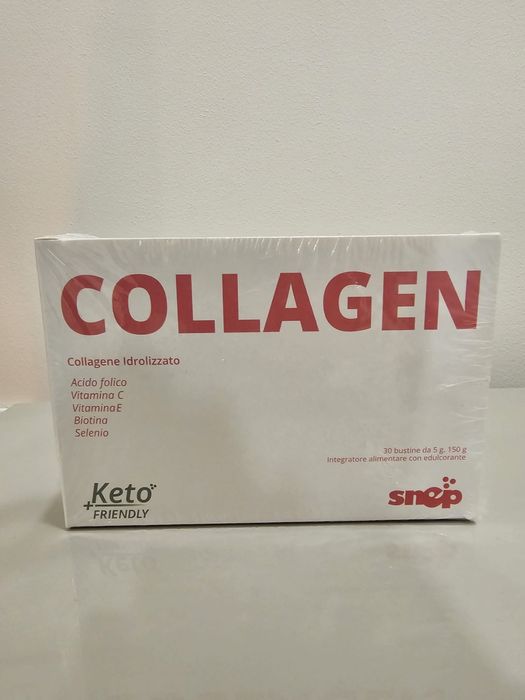 COLLAGEN
Collagene Idrolizzato
Acido folico
Vitamina C
Vitamina E
Biotina
Selenio
30 bustine da 5 g. 150 g
Integratore alimentare con edulcorante
+Keto
FRIENDLY
snep